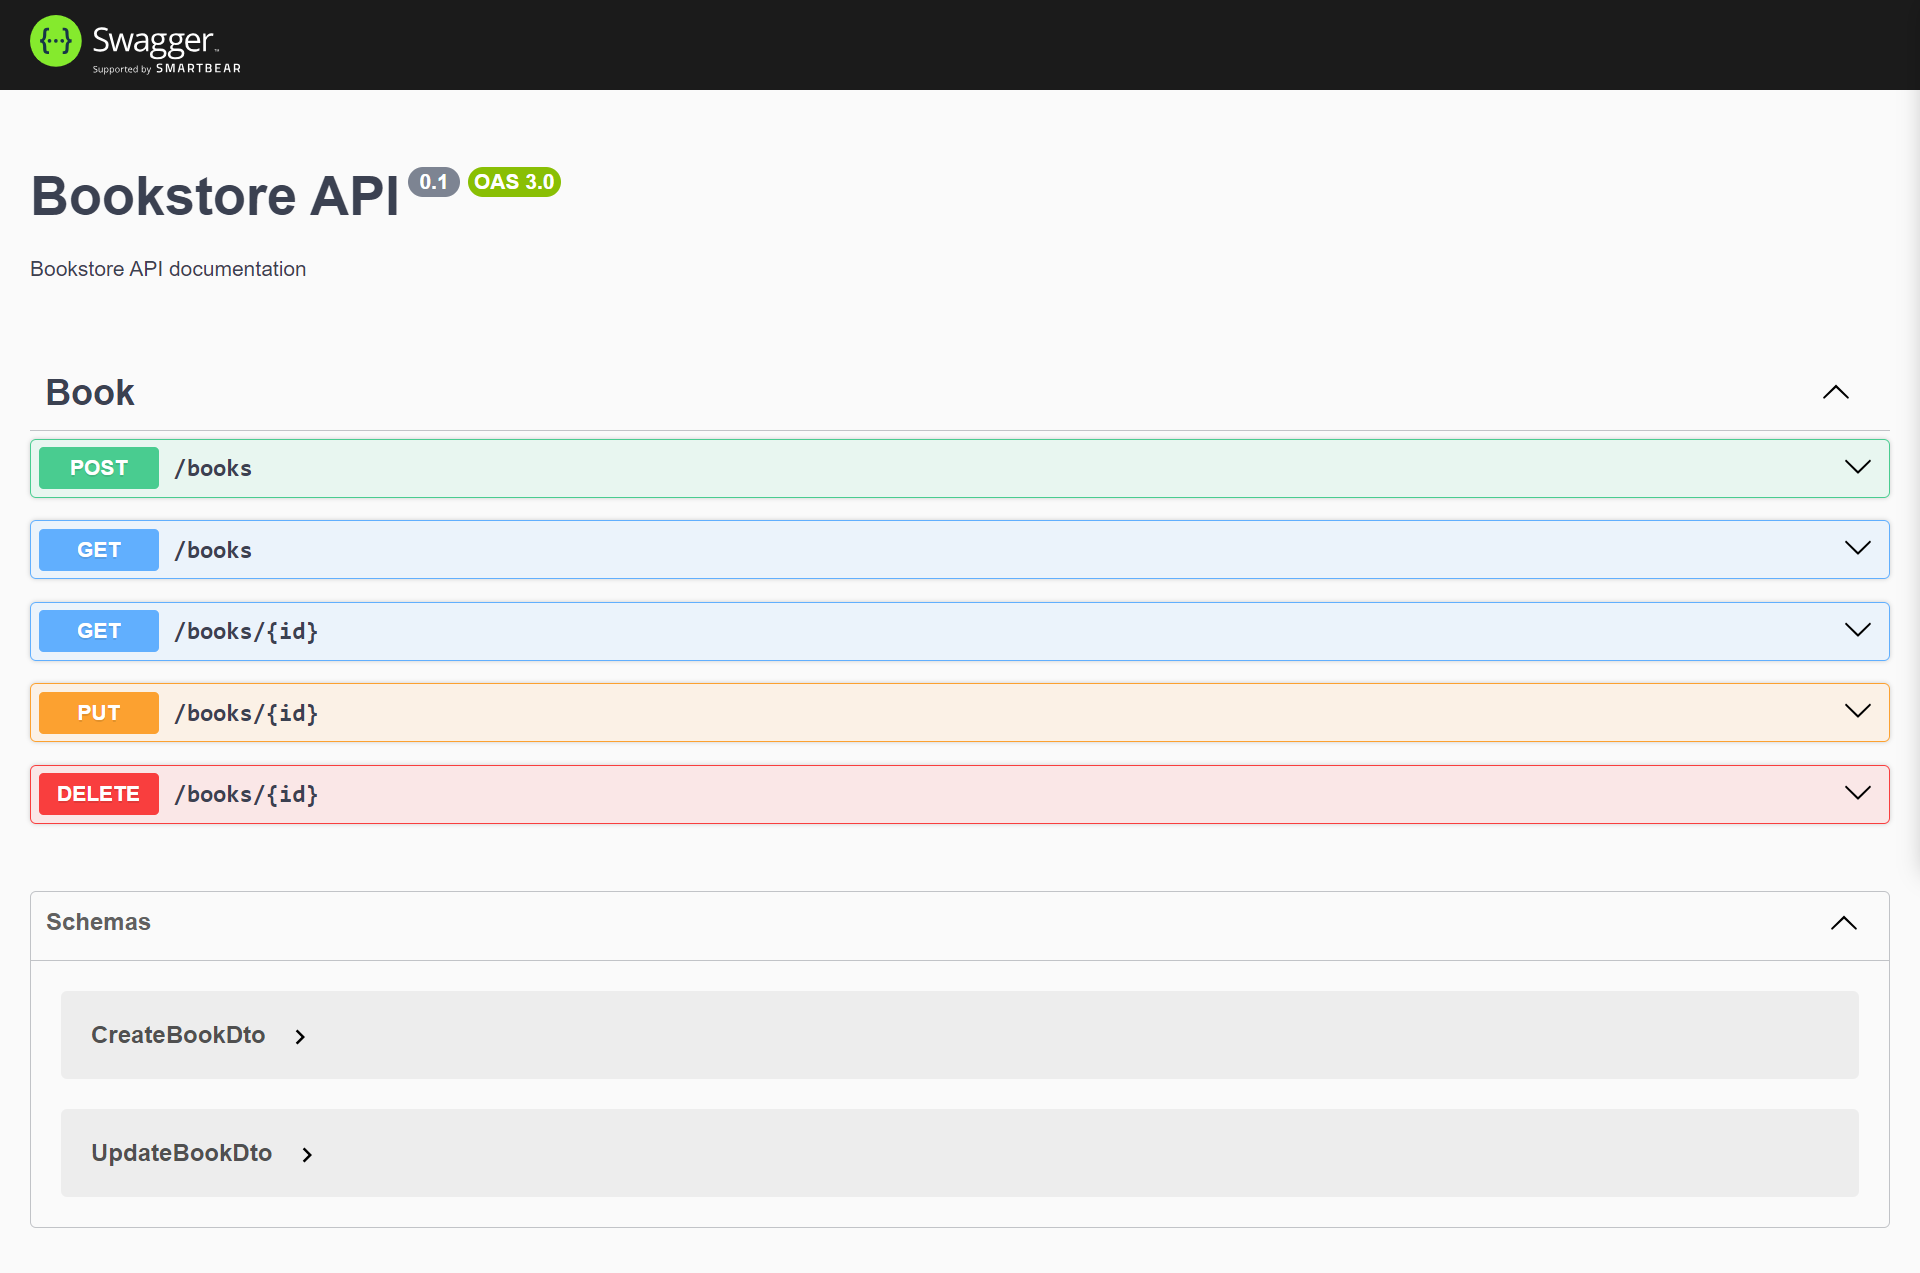 {···} Swagger™
Supported by SMARTBEAR
Bookstore API 0.1 OAS 3.0
Bookstore API documentation
Book
POST /books
GET /books
GET /books/{id}
PUT /books/{id}
DELETE /books/{id}
Schemas
CreateBookDto
UpdateBookDto